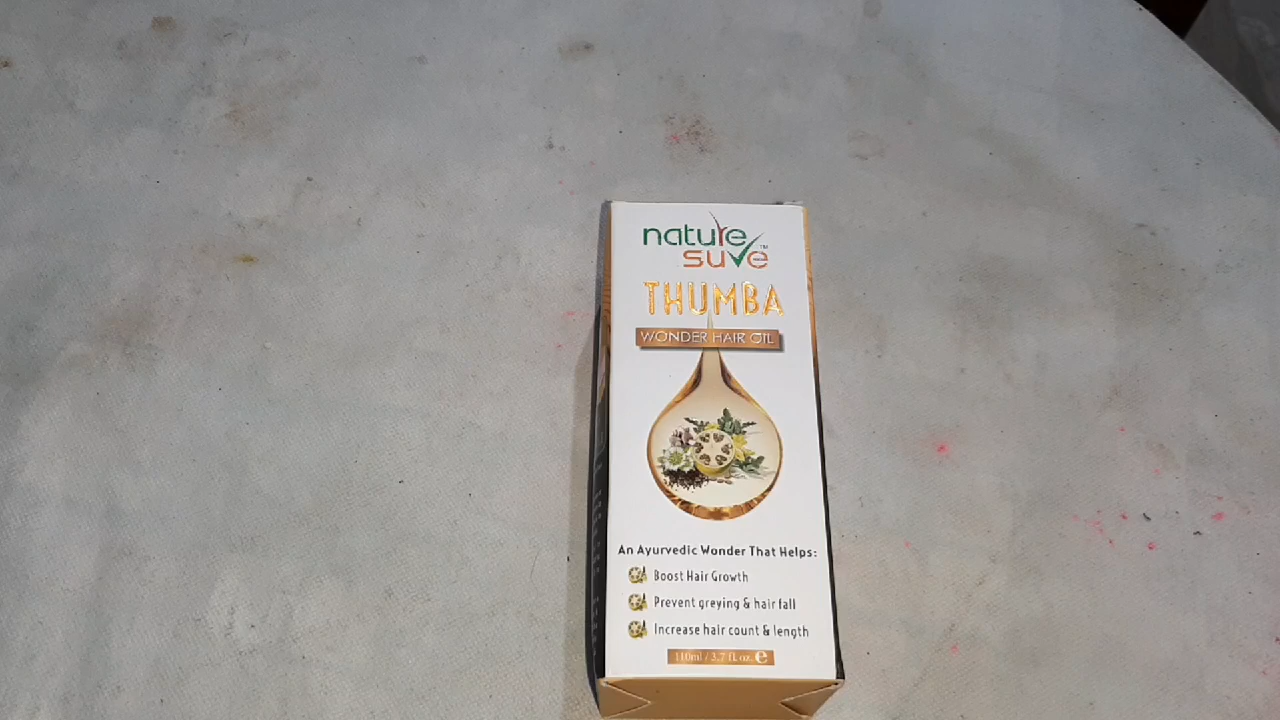 nature
suve™
THUMBA
WONDER HAIR OIL
An Ayurvedic Wonder That Helps:
Boost Hair Growth
Prevent greying & hair fall
Increase hair count & length
110ml / 3.7 fl. oz. ℮